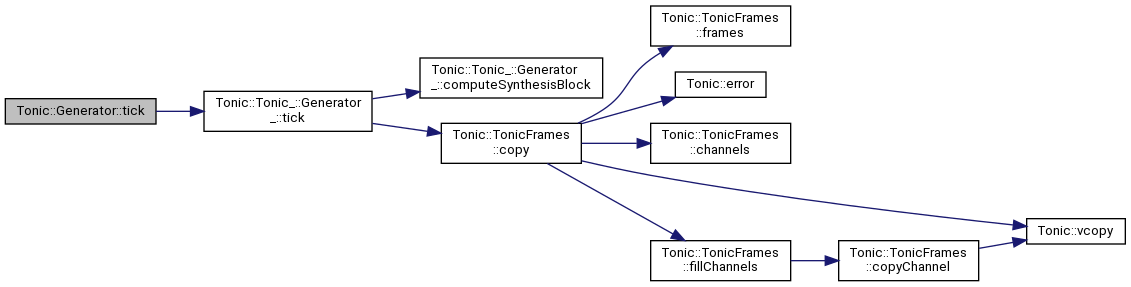 Tonic::Generator::tick
Tonic::Tonic_::Generator
_::tick
Tonic::Tonic_::Generator
_::computeSynthesisBlock
Tonic::TonicFrames
::copy
Tonic::TonicFrames
::frames
Tonic::error
Tonic::TonicFrames
::channels
Tonic::TonicFrames
::fillChannels
Tonic::TonicFrames
::copyChannel
Tonic::vcopy